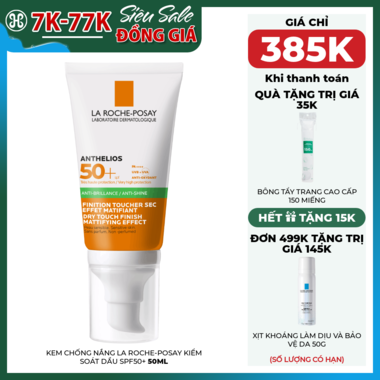 7K-77K Siêu Sale
ĐỒNG GIÁ
LA ROCHE-POSAY
LABORATOIRE DERMATOLOGIQUE
ANTHELIOS
50+
ANTI-BRILLANCE / ANTI-SHINE
FINITION TOUCHER SEC
EFFET MATIFIANT
DRY TOUCH FINISH
MATTIFYING EFFECT
KEM CHỐNG NẮNG LA ROCHE-POSAY KIỂM
SOÁT DẦU SPF50+ 50ML
GIÁ CHỈ
385K
Khi thanh toán
QUÀ TẶNG TRỊ GIÁ
35K
BÔNG TẨY TRANG CAO CẤP
150 MIẾNG
HẾT TẶNG 15K
ĐƠN 499K TẶNG TRỊ
GIÁ 145K
XỊT KHOÁNG LÀM DỊU VÀ BẢO
VỆ DA 50G
(SỐ LƯỢNG CÓ HẠN)